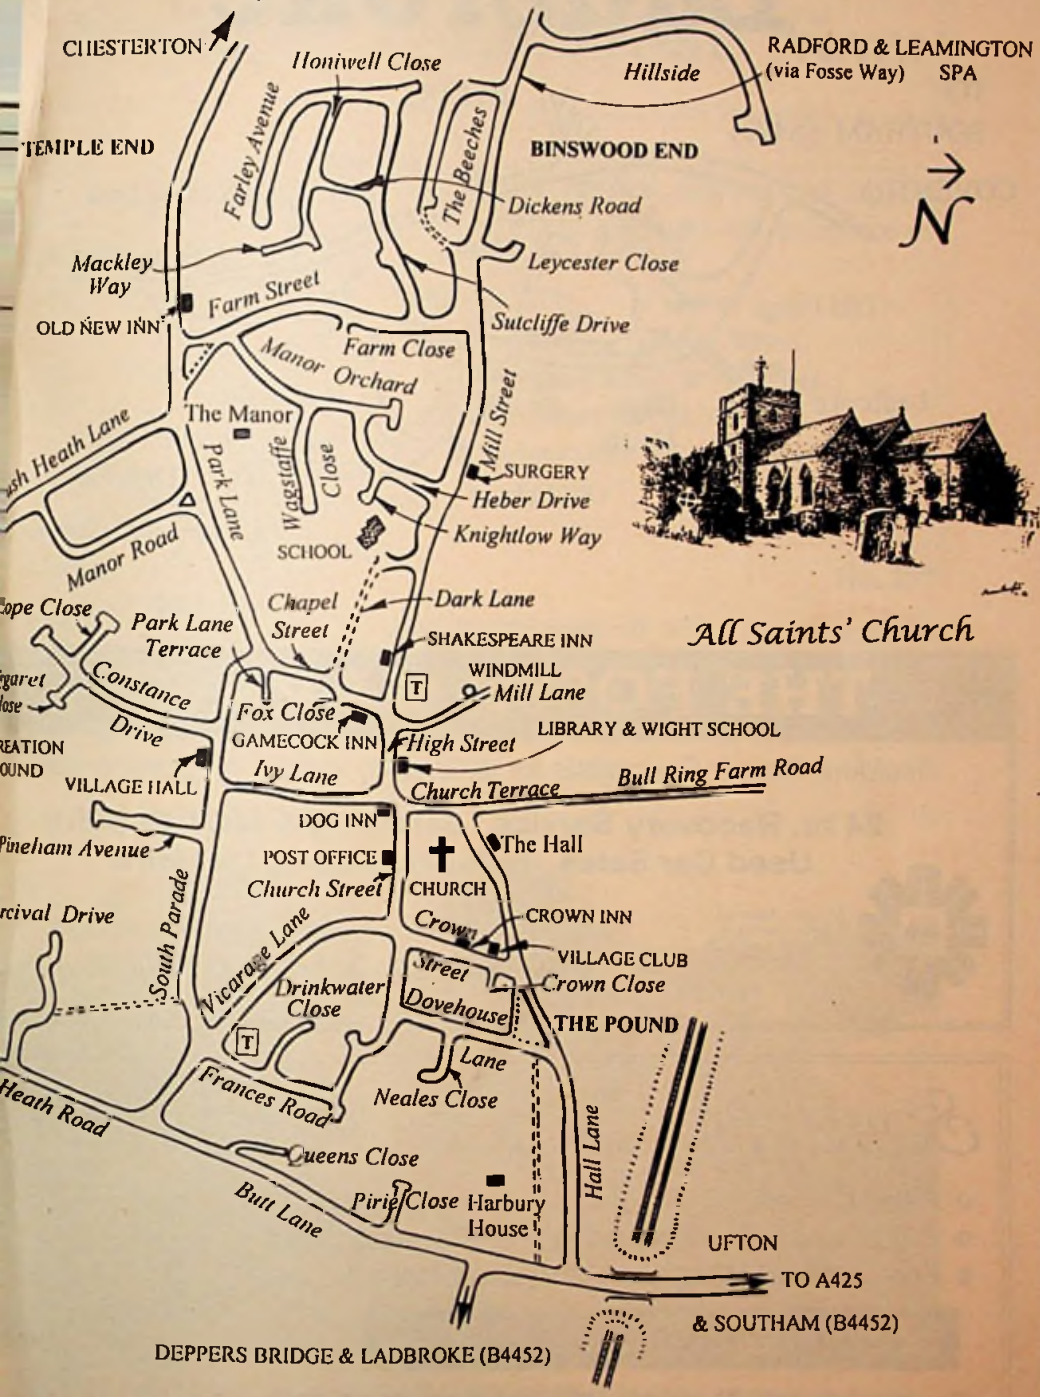 CHESTERTON
Honiwell Close
RADFORD & LEAMINGTON
(via Fosse Way) SPA
Hillside
TEMPLE END
Farley Avenue
The Beeches
BINSWOOD END
Dickens Road
N
Mackley
Way
Leycester Close
Farm Street
OLD NEW INN
Sutcliffe Drive
Farm Close
Manor Orchard
Mill Street
The Manor
ash Heath Lane
Park Lane
Wagstaffe
Close
SURGERY
Heber Drive
Knightlow Way
SCHOOL
Manor Road
Chapel
Street
Dark Lane
ope Close
Park Lane
Terrace
SHAKESPEARE INN
All Saints' Church
WINDMILL
T
Mill Lane
Constance
Drive
garet
lose
Fox Close
GAMECOCK INN
High Street
LIBRARY & WIGHT SCHOOL
REATION
OUND
VILLAGE HALL
Ivy Lane
Church Terrace
Bull Ring Farm Road
DOG INN
Pineham Avenue
The Hall
POST OFFICE
Church Street
CHURCH
rcival Drive
South Parade
Vicarage Lane
Crown
Street
CROWN INN
VILLAGE CLUB
Crown Close
Drinkwater
Close
Dovehouse
Lane
THE POUND
T
Frances Road
Neales Close
Heath Road
Hall Lane
Queens Close
Butt Lane
Pirie Close
Harbury
House
UFTON
TO A425
& SOUTHAM (B4452)
DEPPERS BRIDGE & LADBROKE (B4452)